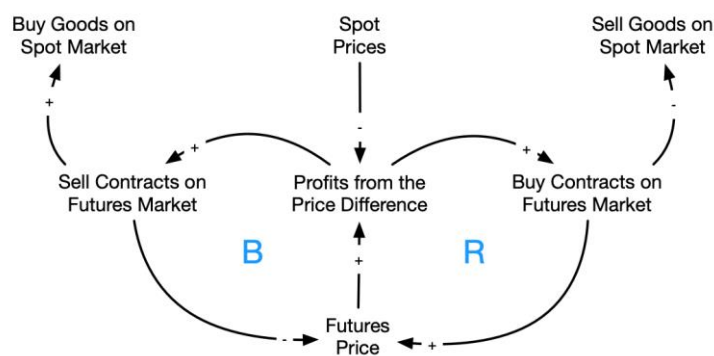 Buy Goods on
Spot Market
Spot
Prices
Sell Goods on
Spot Market
+
-
-
+
+
Sell Contracts on
Futures Market
Profits from the
Price Difference
Buy Contracts on
Futures Market
B
R
+
-
Futures
Price
+